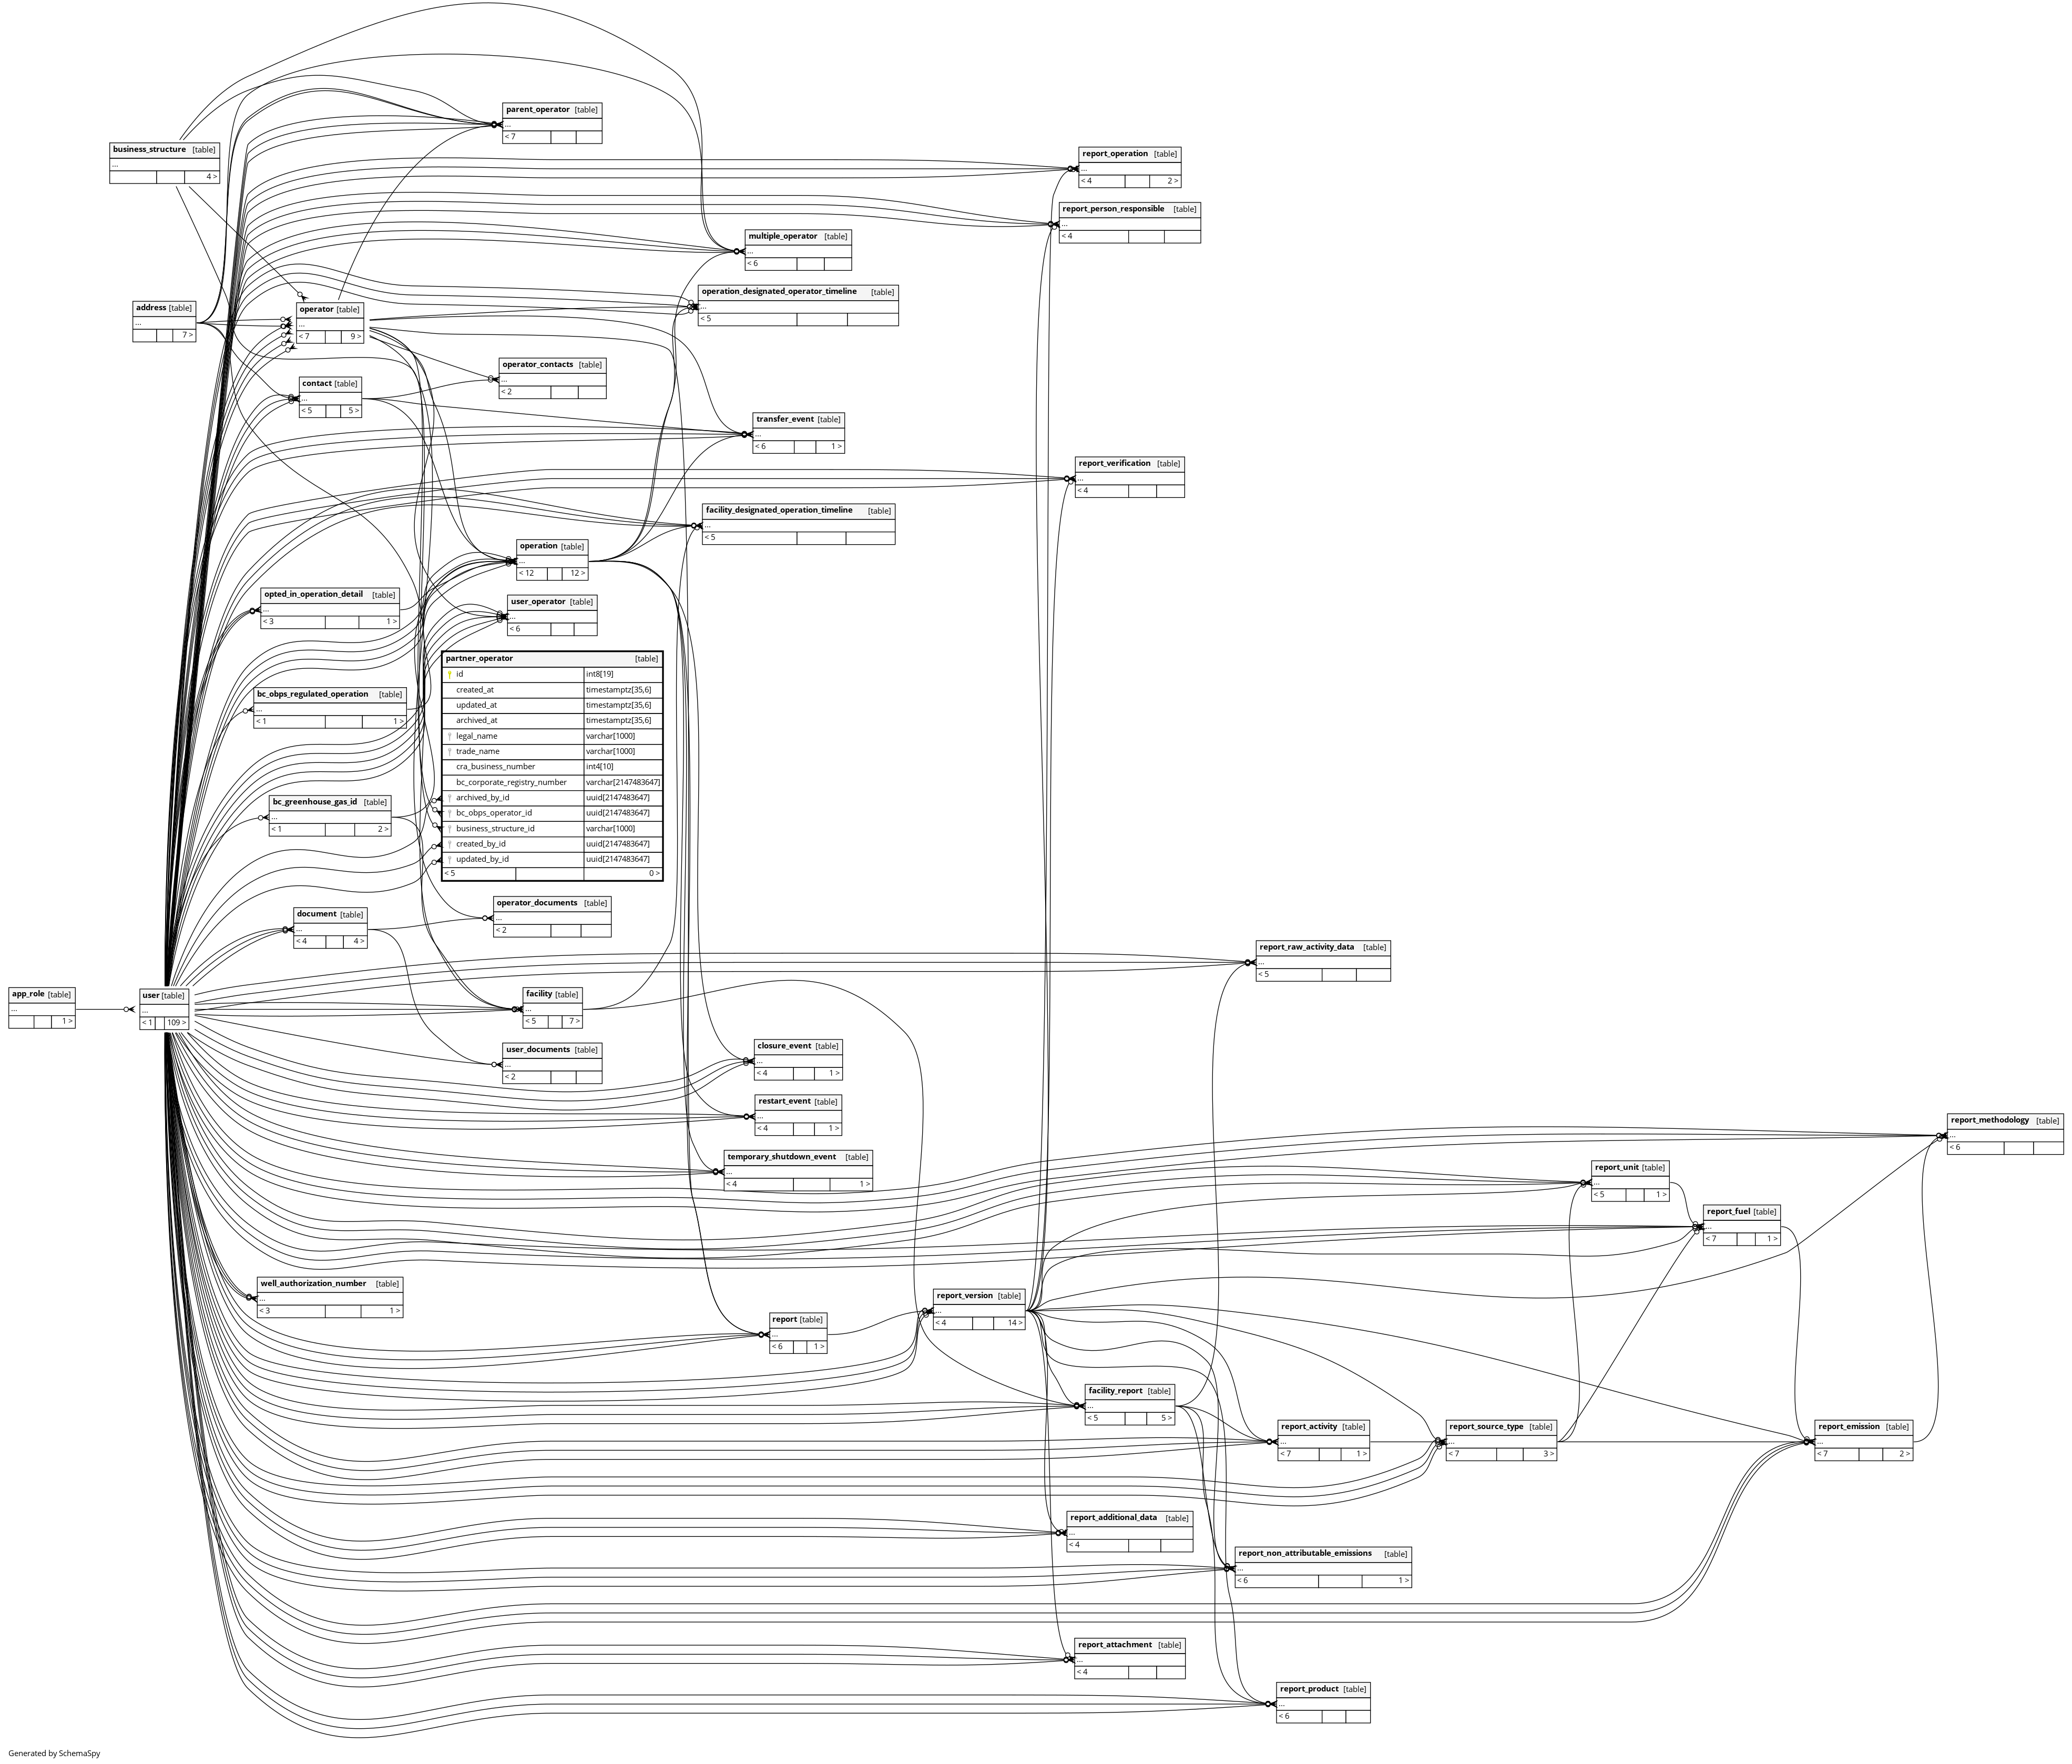 parent_operator [table]
...
< 7
business_structure [table]
...
4 >
report_operation [table]
...
< 4 2 >
report_person_responsible [table]
...
< 4
multiple_operator [table]
...
< 6
operation_designated_operator_timeline [table]
...
< 5
address [table]
...
7 >
operator [table]
...
< 7 9 >
operator_contacts [table]
...
< 2
contact [table]
...
< 5 5 >
transfer_event [table]
...
< 6 1 >
report_verification [table]
...
< 4
facility_designated_operation_timeline [table]
...
< 5
operation [table]
...
< 12 12 >
opted_in_operation_detail [table]
...
< 3 1 >
user_operator [table]
...
< 6
partner_operator [table]
id int8[19]
created_at timestamptz[35,6]
updated_at timestamptz[35,6]
archived_at timestamptz[35,6]
legal_name varchar[1000]
trade_name varchar[1000]
cra_business_number int4[10]
bc_corporate_registry_number varchar[2147483647]
archived_by_id uuid[2147483647]
bc_obps_operator_id uuid[2147483647]
business_structure_id varchar[1000]
created_by_id uuid[2147483647]
updated_by_id uuid[2147483647]
< 5 0 >
bc_obps_regulated_operation [table]
...
< 1 1 >
bc_greenhouse_gas_id [table]
...
< 1 2 >
operator_documents [table]
...
< 2
document [table]
...
< 4 4 >
report_raw_activity_data [table]
...
< 5
app_role [table]
...
1 >
user [table]
...
< 1 109 >
facility [table]
...
< 5 7 >
user_documents [table]
...
< 2
closure_event [table]
...
< 4 1 >
restart_event [table]
...
< 4 1 >
report_methodology [table]
...
< 6
temporary_shutdown_event [table]
...
< 4 1 >
report_unit [table]
...
< 5 1 >
report_fuel [table]
...
< 7 1 >
well_authorization_number [table]
...
< 3 1 >
report_version [table]
...
< 4 14 >
report [table]
...
< 6 1 >
facility_report [table]
...
< 5 5 >
report_activity [table]
...
< 7 1 >
report_source_type [table]
...
< 7 3 >
report_emission [table]
...
< 7 2 >
report_additional_data [table]
...
< 4
report_non_attributable_emissions [table]
...
< 6 1 >
report_attachment [table]
...
< 4
report_product [table]
...
< 6
Generated by SchemaSpy